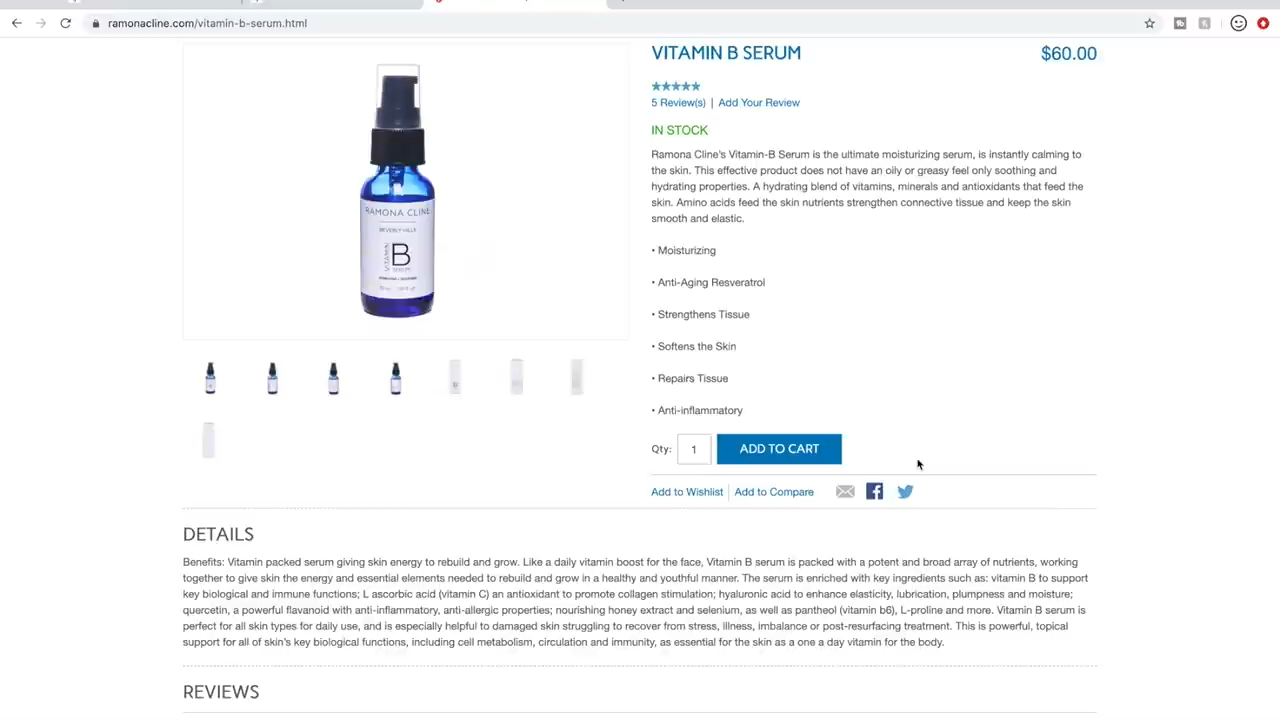 ramonacline.com/vitamin-b-serum.html
VITAMIN B SERUM
$60.00
5 Review(s) | Add Your Review
IN STOCK
Ramona Cline's Vitamin-B Serum is the ultimate moisturizing serum, is instantly calming to
the skin. This effective product does not have an oily or greasy feel only soothing and
hydrating properties. A hydrating blend of vitamins, minerals and antioxidants that feed the
skin. Amino acids feed the skin nutrients strengthen connective tissue and keep the skin
smooth and elastic.
• Moisturizing
• Anti-Aging Resveratrol
• Strengthens Tissue
• Softens the Skin
• Repairs Tissue
• Anti-inflammatory
RAMONA CLINE
BEVERLY HILLS
VITAMIN
B
SERUM
Qty: 1 ADD TO CART
Add to Wishlist | Add to Compare
DETAILS
Benefits: Vitamin packed serum giving skin energy to rebuild and grow. Like a daily vitamin boost for the face, Vitamin B serum is packed with a potent and broad array of nutrients, working
together to give skin the energy and essential elements needed to rebuild and grow in a healthy and youthful manner. The serum is enriched with key ingredients such as: vitamin B to support
key biological and immune functions; L ascorbic acid (vitamin C) an antioxidant to promote collagen stimulation; hyaluronic acid to enhance elasticity, lubrication, plumpness and moisture;
quercetin, a powerful flavanoid with anti-inflammatory, anti-allergic properties; nourishing honey extract and selenium, as well as pantheol (vitamin b6), L-proline and more. Vitamin B serum is
perfect for all skin types for daily use, and is especially helpful to damaged skin struggling to recover from stress, illness, imbalance or post-resurfacing treatment. This is powerful, topical
support for all of skin's key biological functions, including cell metabolism, circulation and immunity, as essential for the skin as a one a day vitamin for the body.
REVIEWS